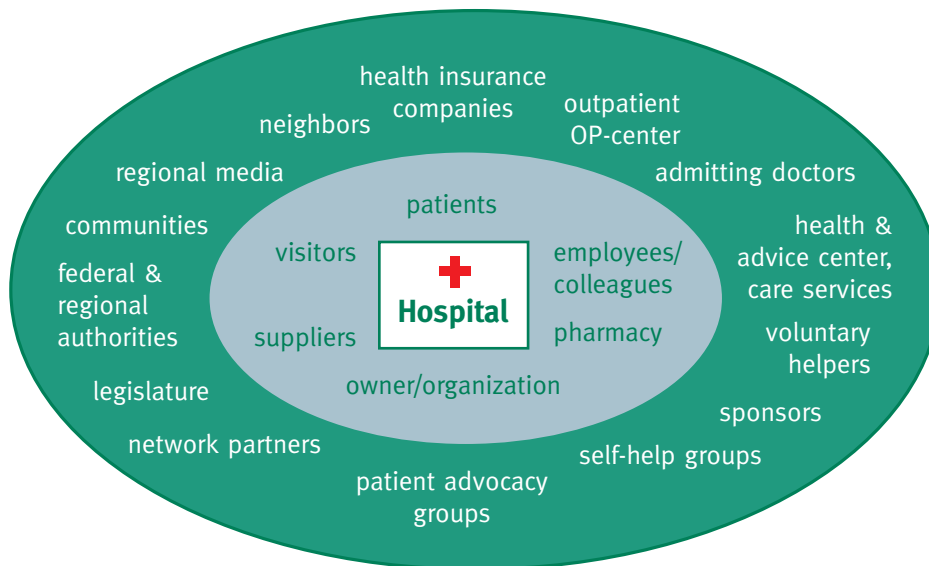 health insurance
companies
outpatient
OP-center
neighbors
regional media
admitting doctors
communities
health &
advice center,
care services
federal &
regional
authorities
voluntary
helpers
legislature
sponsors
network partners
self-help groups
patient advocacy
groups
patients
visitors
employees/
colleagues
Hospital
suppliers
pharmacy
owner/organization